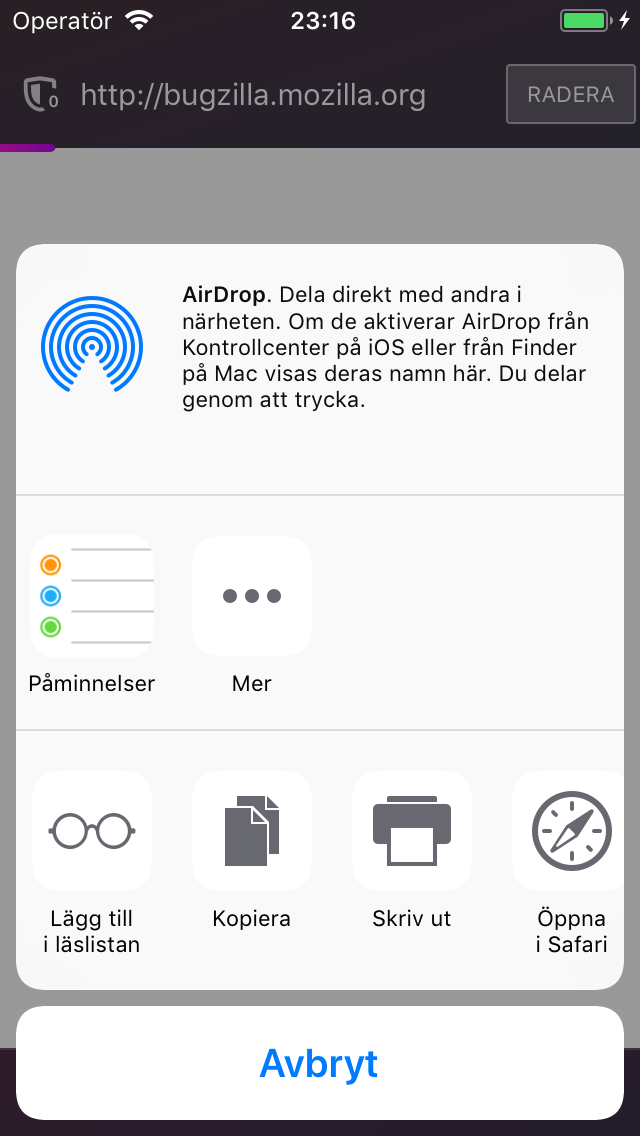 Operatör
23:16
0
http://bugzilla.mozilla.org
RADERA
AirDrop. Dela direkt med andra i
närheten. Om de aktiverar AirDrop från
Kontrollcenter på iOS eller från Finder
på Mac visas deras namn här. Du delar
genom att trycka.
Påminnelser
Mer
Lägg till
i läslistan
Kopiera
Skriv ut
Öppna
i Safari
Avbryt